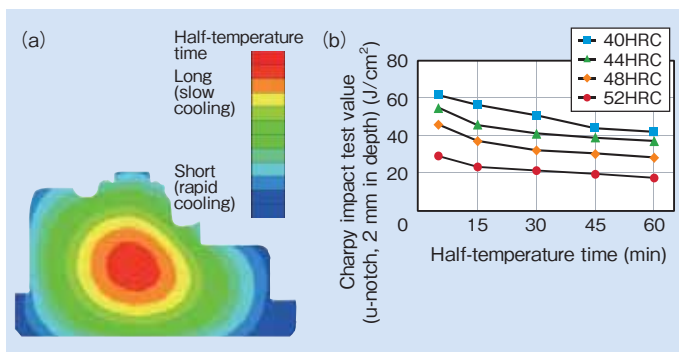 (a)
Half-temperature
time
Long
(slow
cooling)
Short
(rapid
cooling)
(b)
Charpy impact test value
(u-notch, 2 mm in depth) (J/cm²)
80
60
40
20
0
15
30
45
60
Half-temperature time (min)
40HRC
44HRC
48HRC
52HRC